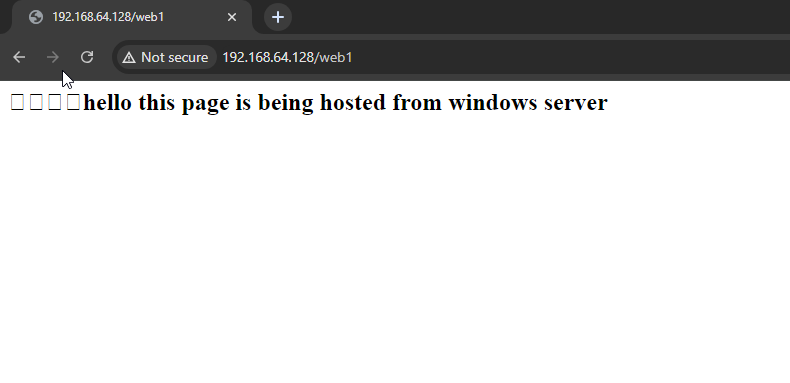 192.168.64.128/web1
Not secure
192.168.64.128/web1
□□□□hello this page is being hosted from windows server